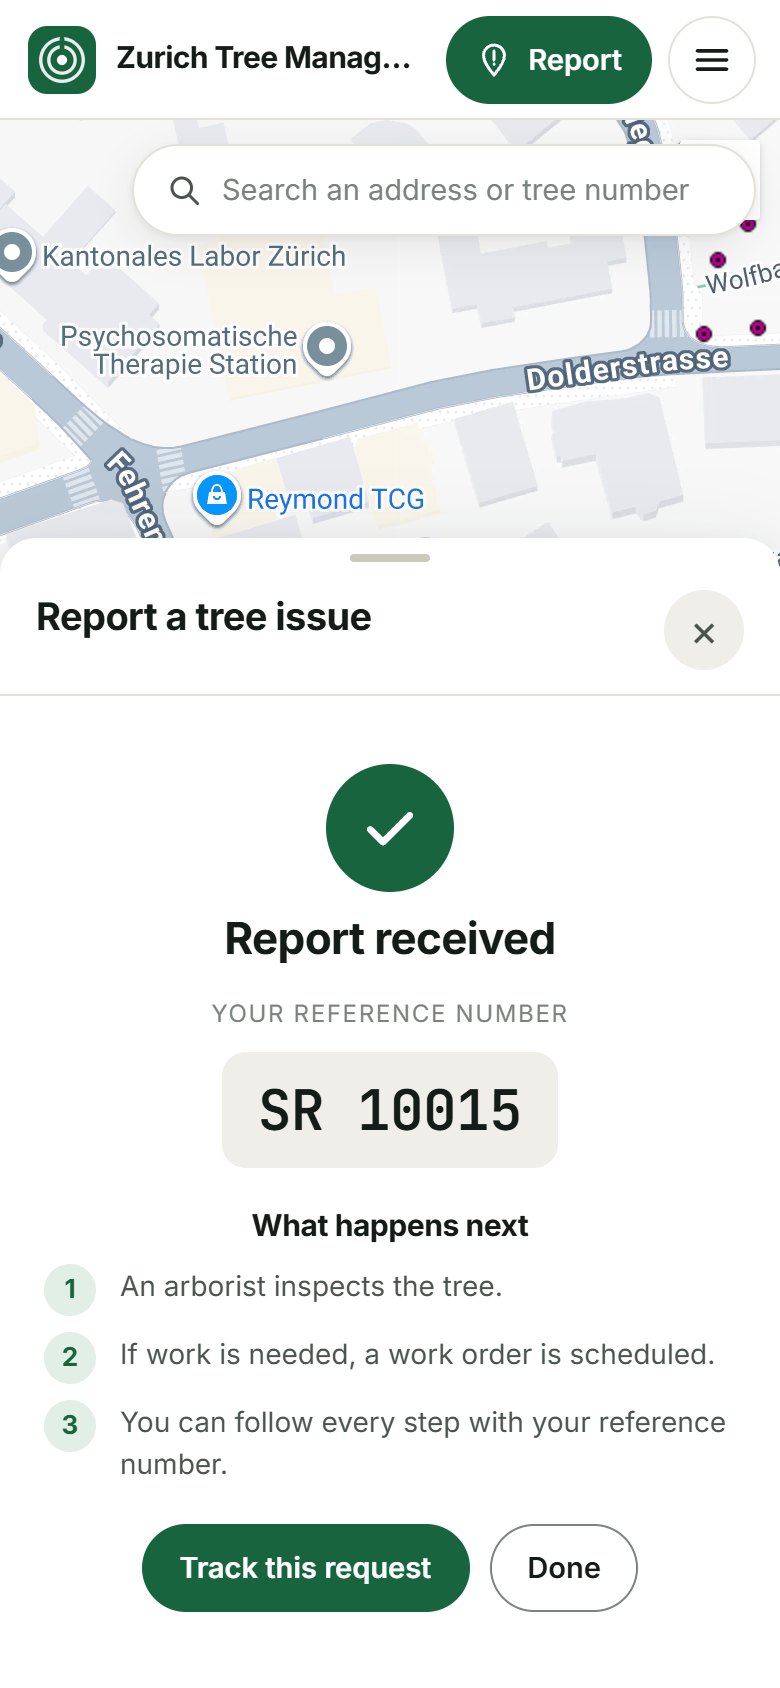 Zurich Tree Manag...
Report
Search an address or tree number
Kantonales Labor Zürich
Wolfba
Psychosomatische
Therapie Station
Dolderstrasse
Fehren
Reymond TCG
Report a tree issue
Report received
YOUR REFERENCE NUMBER
SR 10015
What happens next
1 An arborist inspects the tree.
2 If work is needed, a work order is scheduled.
3 You can follow every step with your reference
number.
Track this request
Done